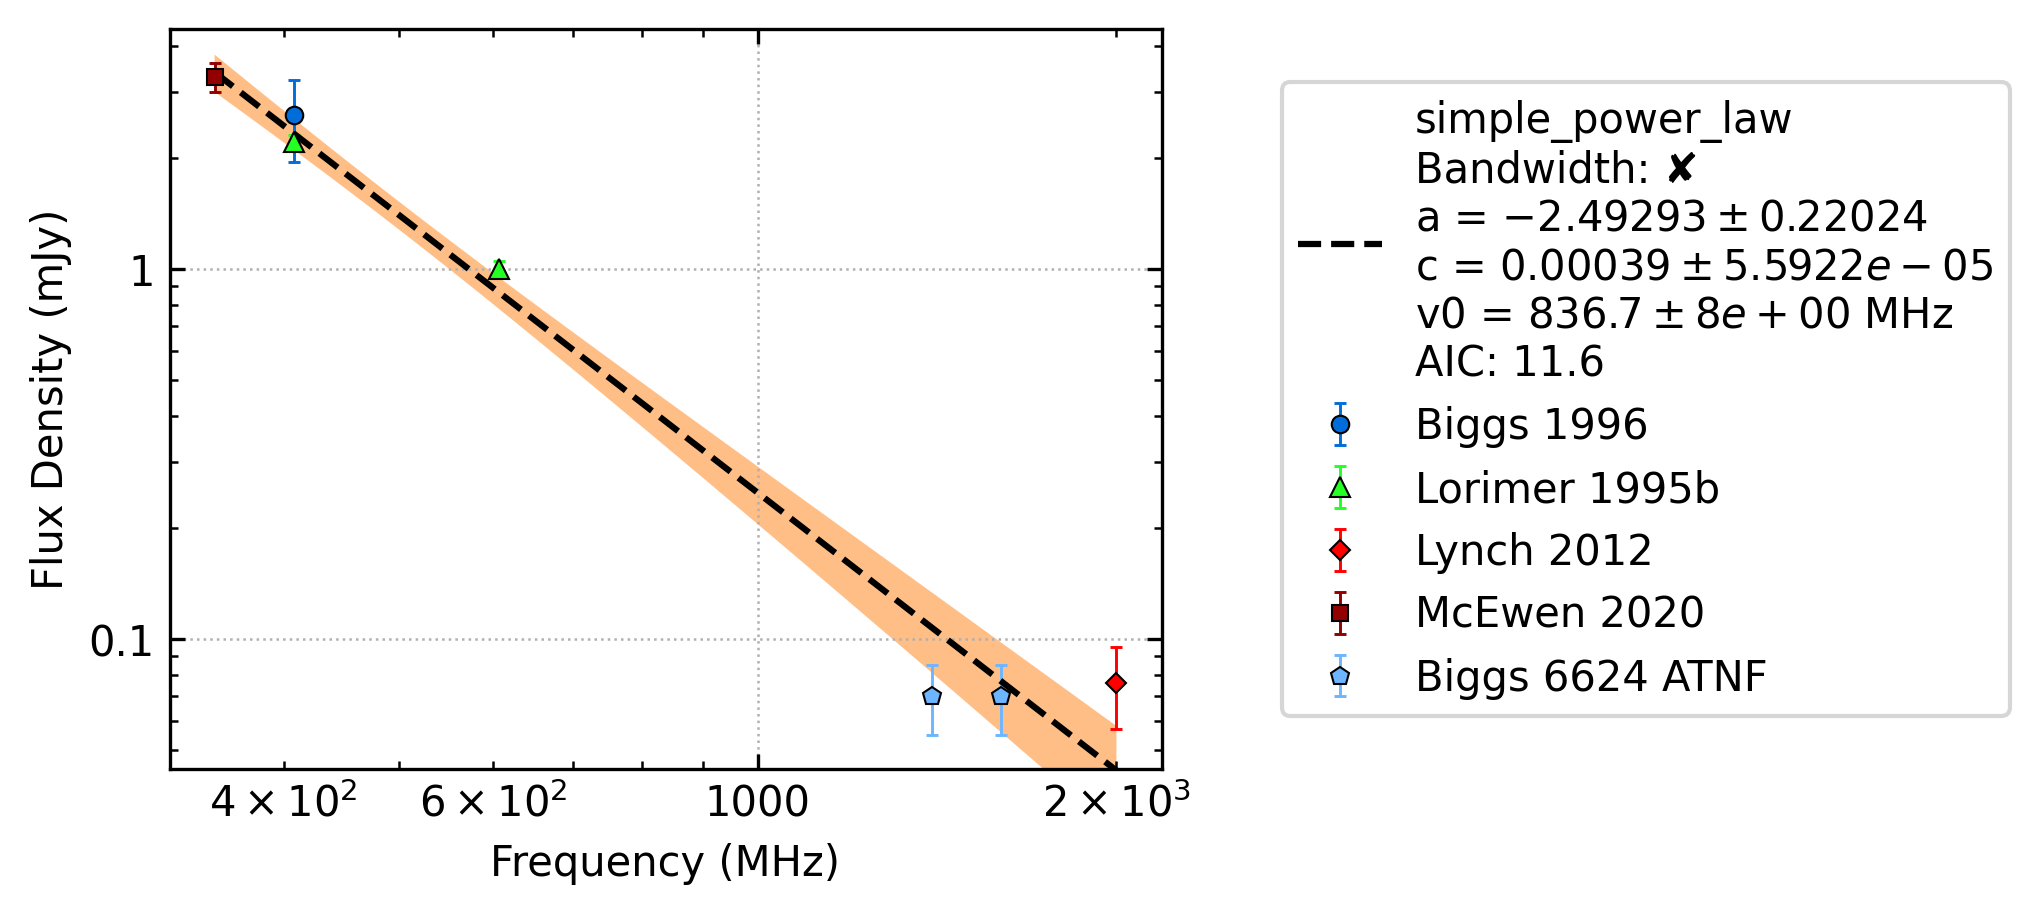 Flux Density (mJy)
1
0.1
4 × 10²
6 × 10²
1000
2 × 10³
Frequency (MHz)
simple_power_law
Bandwidth: ✘
a = −2.49293 ± 0.22024
c = 0.00039 ± 5.5922e − 05
v0 = 836.7 ± 8e + 00 MHz
AIC: 11.6
Biggs 1996
Lorimer 1995b
Lynch 2012
McEwen 2020
Biggs 6624 ATNF